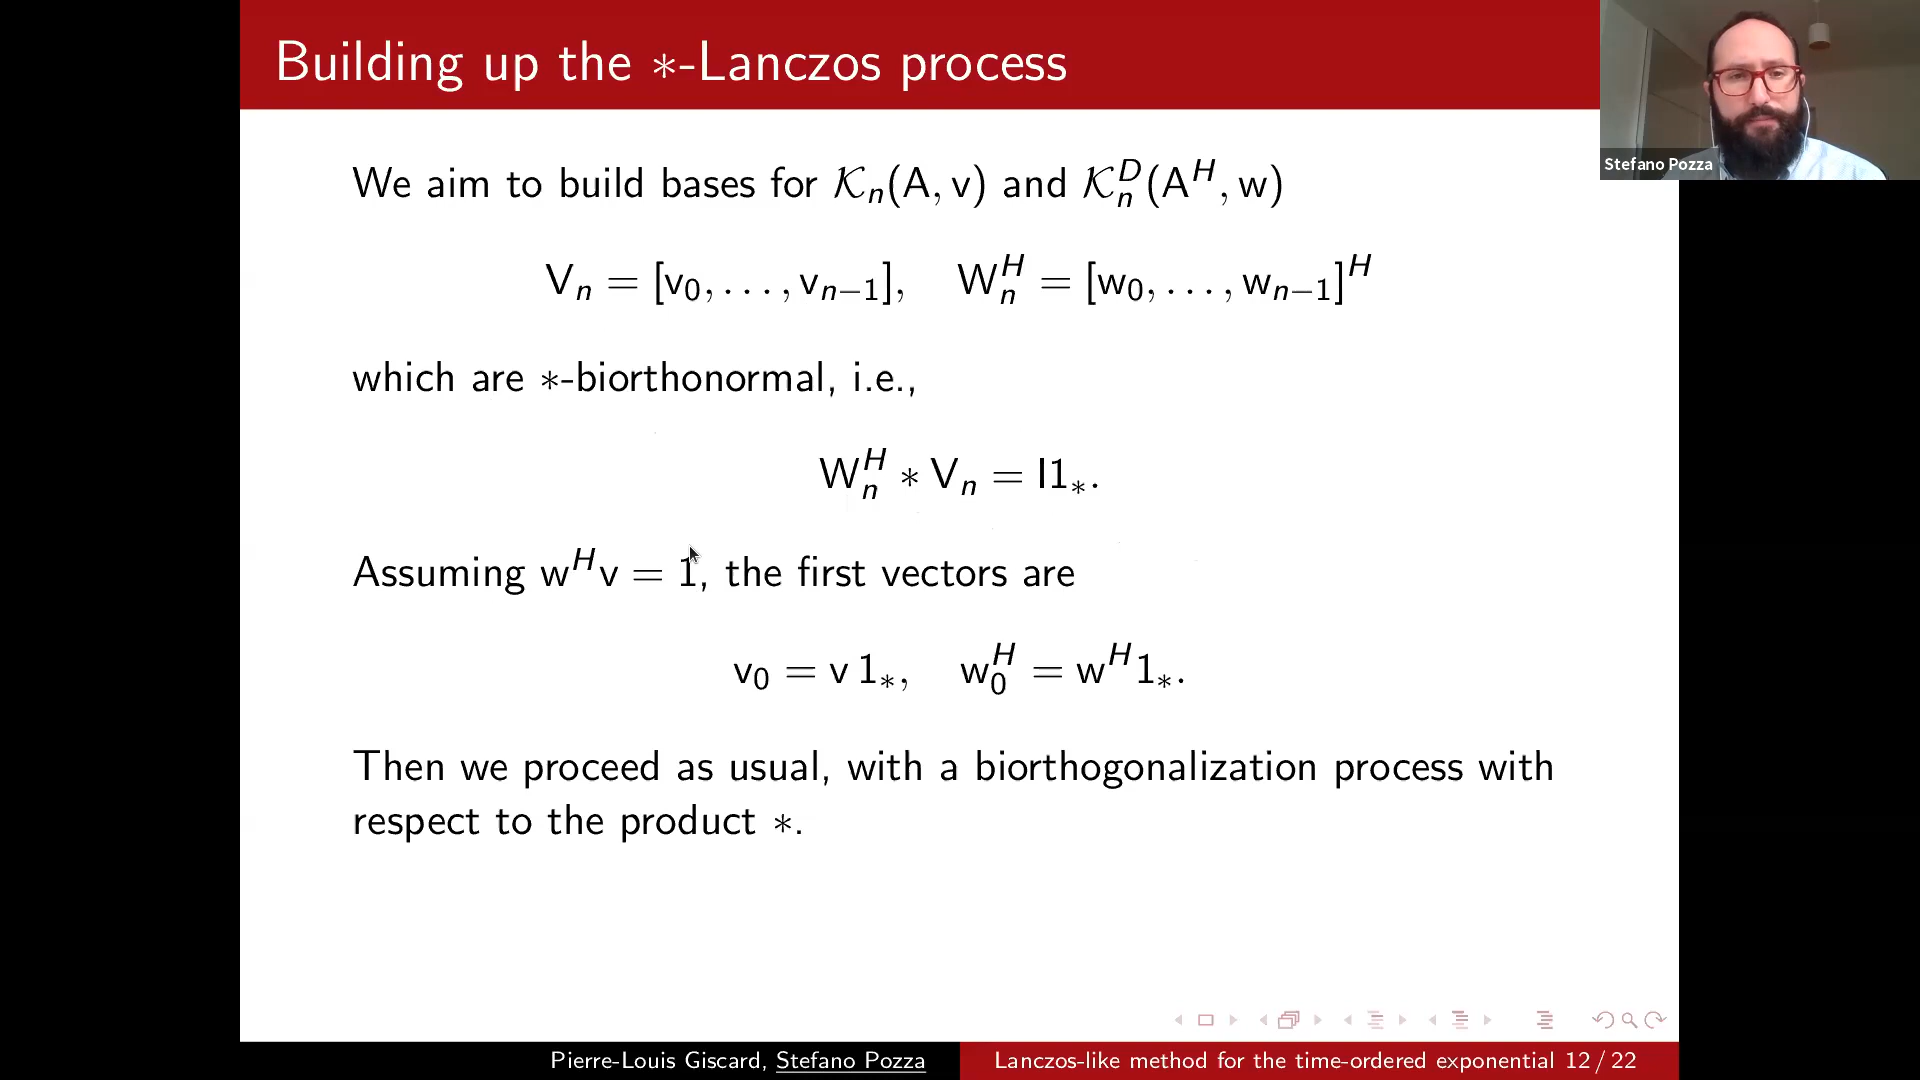 Building up the ∗-Lanczos process
Stefano Pozza
We aim to build bases for 𝒦ₙ(A, v) and 𝒦ₙᴰ(Aᴴ, w)
Vₙ = [v₀, . . . , vₙ₋₁],    Wₙᴴ = [w₀, . . . , wₙ₋₁]ᴴ
which are ∗-biorthonormal, i.e.,
Wₙᴴ ∗ Vₙ = I1∗.
Assuming wᴴv = 1, the first vectors are
v₀ = v 1∗,    w₀ᴴ = wᴴ1∗.
Then we proceed as usual, with a biorthogonalization process with
respect to the product ∗.
Pierre-Louis Giscard, Stefano Pozza
Lanczos-like method for the time-ordered exponential 12 / 22